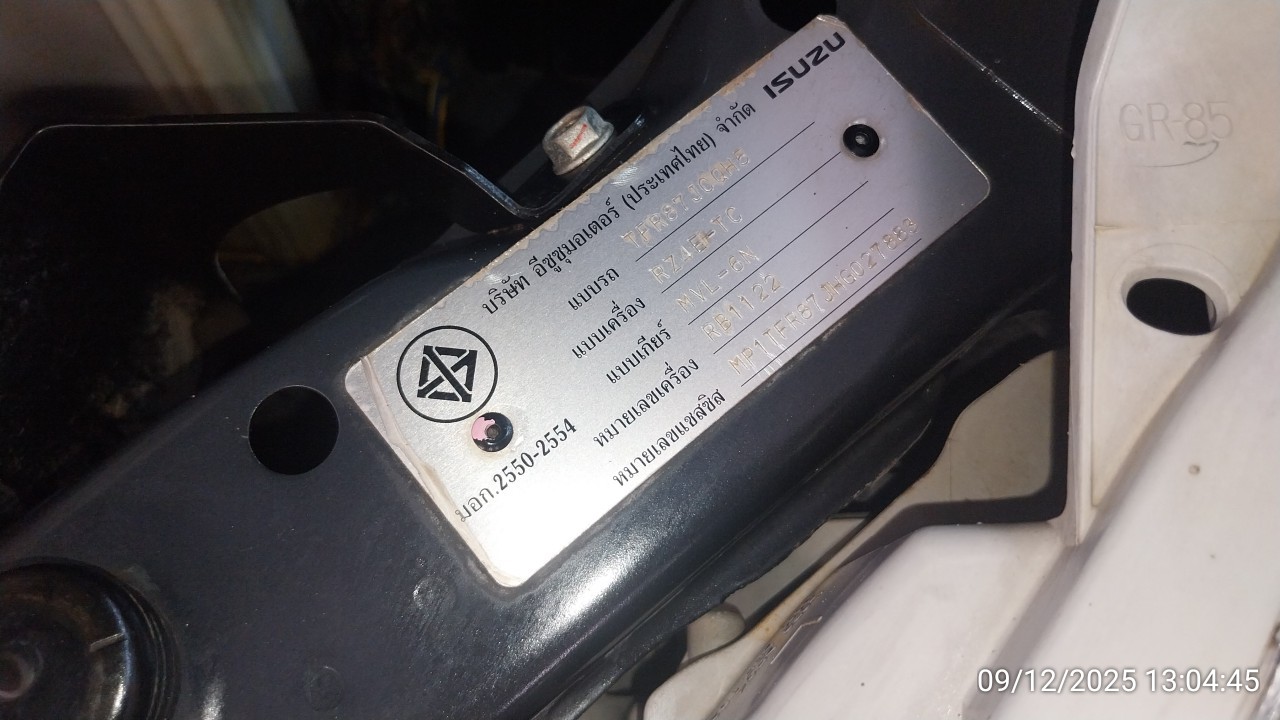 ISUZU
บริษัท อีซูซุมอเตอร์ (ประเทศไทย) จำกัด
แบบรถ
แบบเครื่อง RZ4E-TC
แบบเกียร์ MVL-6N
หมายเลขเครื่อง RB1122
หมายเลขแชสซิส
มอก.2550-2554
GR-85
09/12/2025 13:04:45